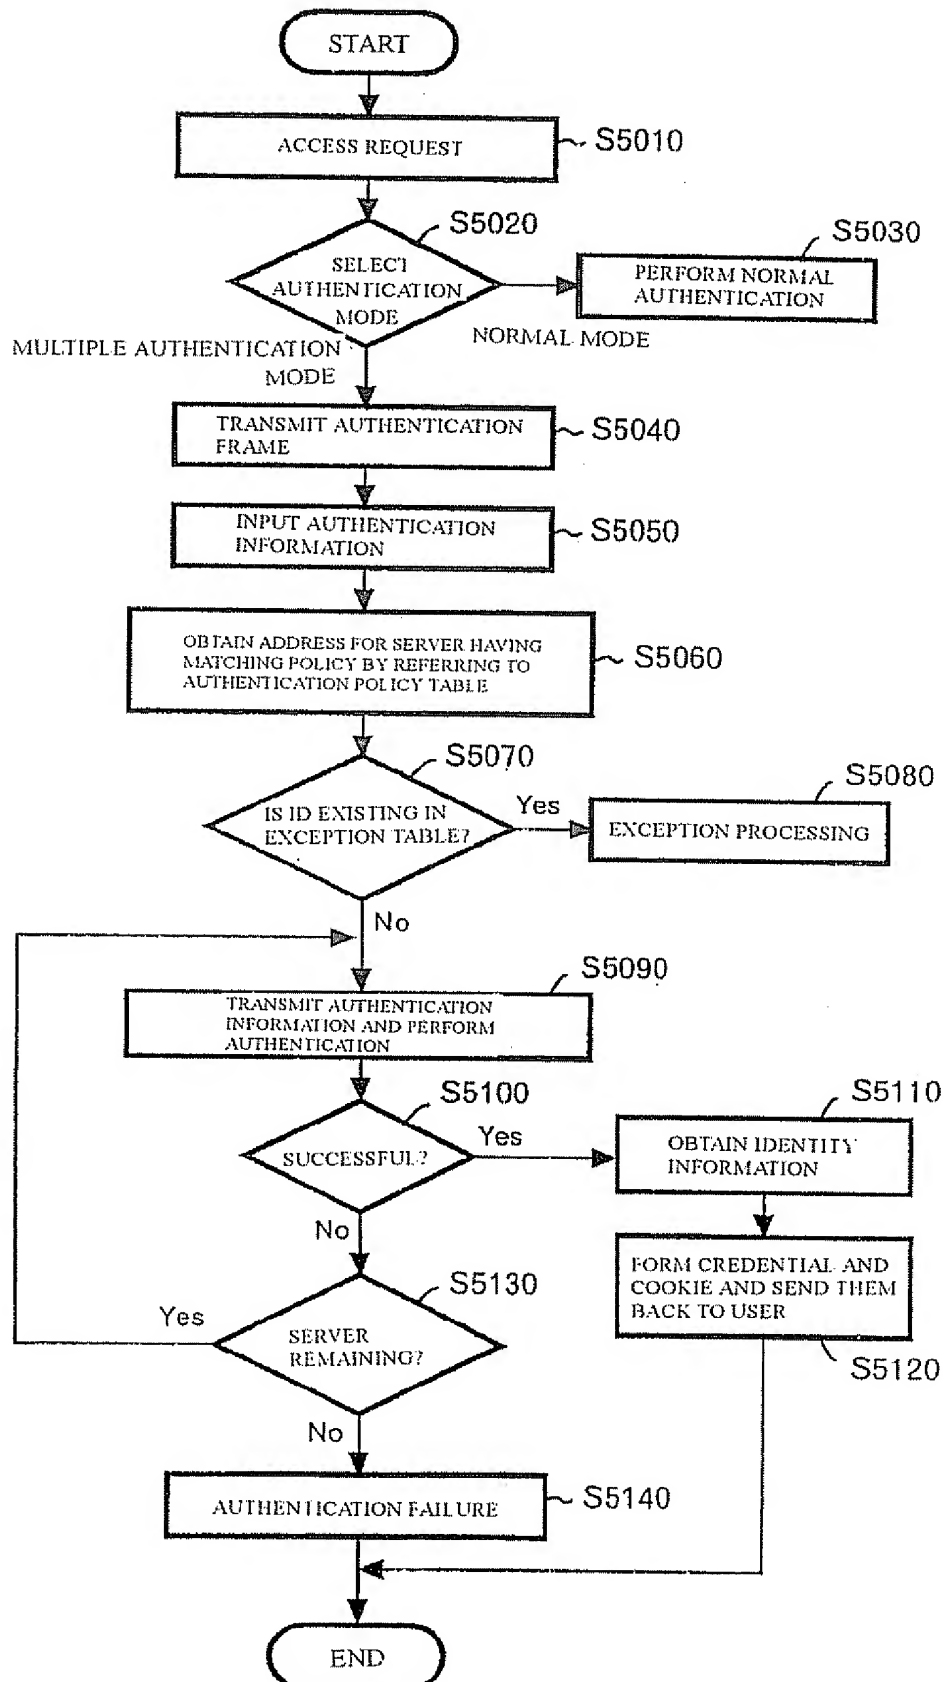 START
ACCESS REQUEST
S5010
S5020
SELECT
AUTHENTICATION
MODE
S5030
PERFORM NORMAL
AUTHENTICATION
NORMAL MODE
MULTIPLE AUTHENTICATION
MODE
TRANSMIT AUTHENTICATION
FRAME
S5040
INPUT AUTHENTICATION
INFORMATION
S5050
OBTAIN ADDRESS FOR SERVER HAVING
MATCHING POLICY BY REFERRING TO
AUTHENTICATION POLICY TABLE
S5060
S5070
IS ID EXISTING IN
EXCEPTION TABLE?
Yes
S5080
EXCEPTION PROCESSING
No
S5090
TRANSMIT AUTHENTICATION
INFORMATION AND PERFORM
AUTHENTICATION
S5100
SUCCESSFUL?
Yes
S5110
OBTAIN IDENTITY
INFORMATION
No
FORM CREDENTIAL AND
COOKIE AND SEND THEM
BACK TO USER
S5120
S5130
SERVER
REMAINING?
Yes
No
AUTHENTICATION FAILURE
S5140
END